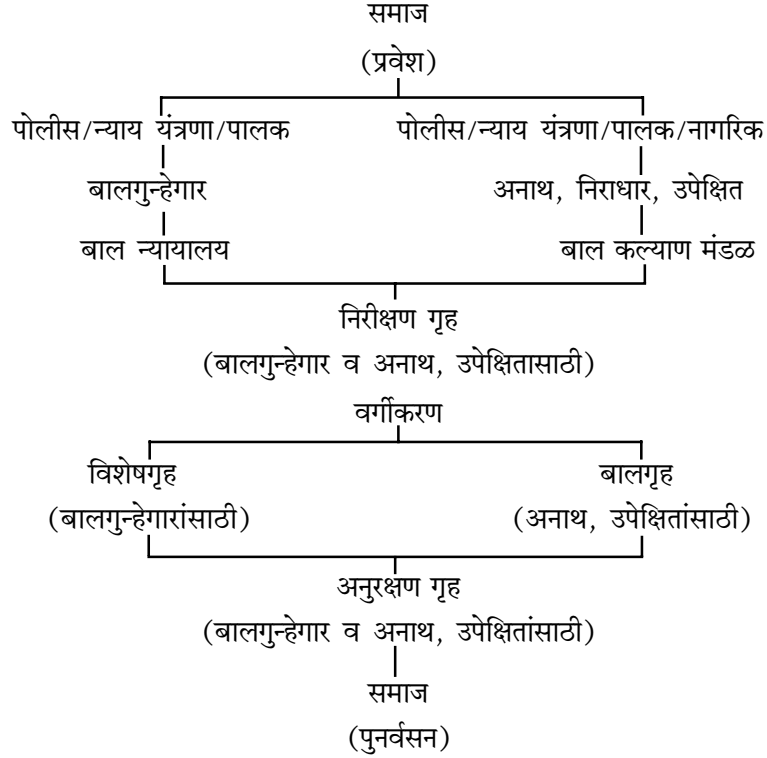 समाज
(प्रवेश)
पोलीस/न्याय यंत्रणा/पालक पोलीस/न्याय यंत्रणा/पालक/नागरिक
बालगुन्हेगार अनाथ, निराधार, उपेक्षित
बाल न्यायालय बाल कल्याण मंडळ
निरीक्षण गृह
(बालगुन्हेगार व अनाथ, उपेक्षितासाठी)
वर्गीकरण
विशेषगृह बालगृह
(बालगुन्हेगारांसाठी) (अनाथ, उपेक्षितांसाठी)
अनुरक्षण गृह
(बालगुन्हेगार व अनाथ, उपेक्षितांसाठी)
समाज
(पुनर्वसन)